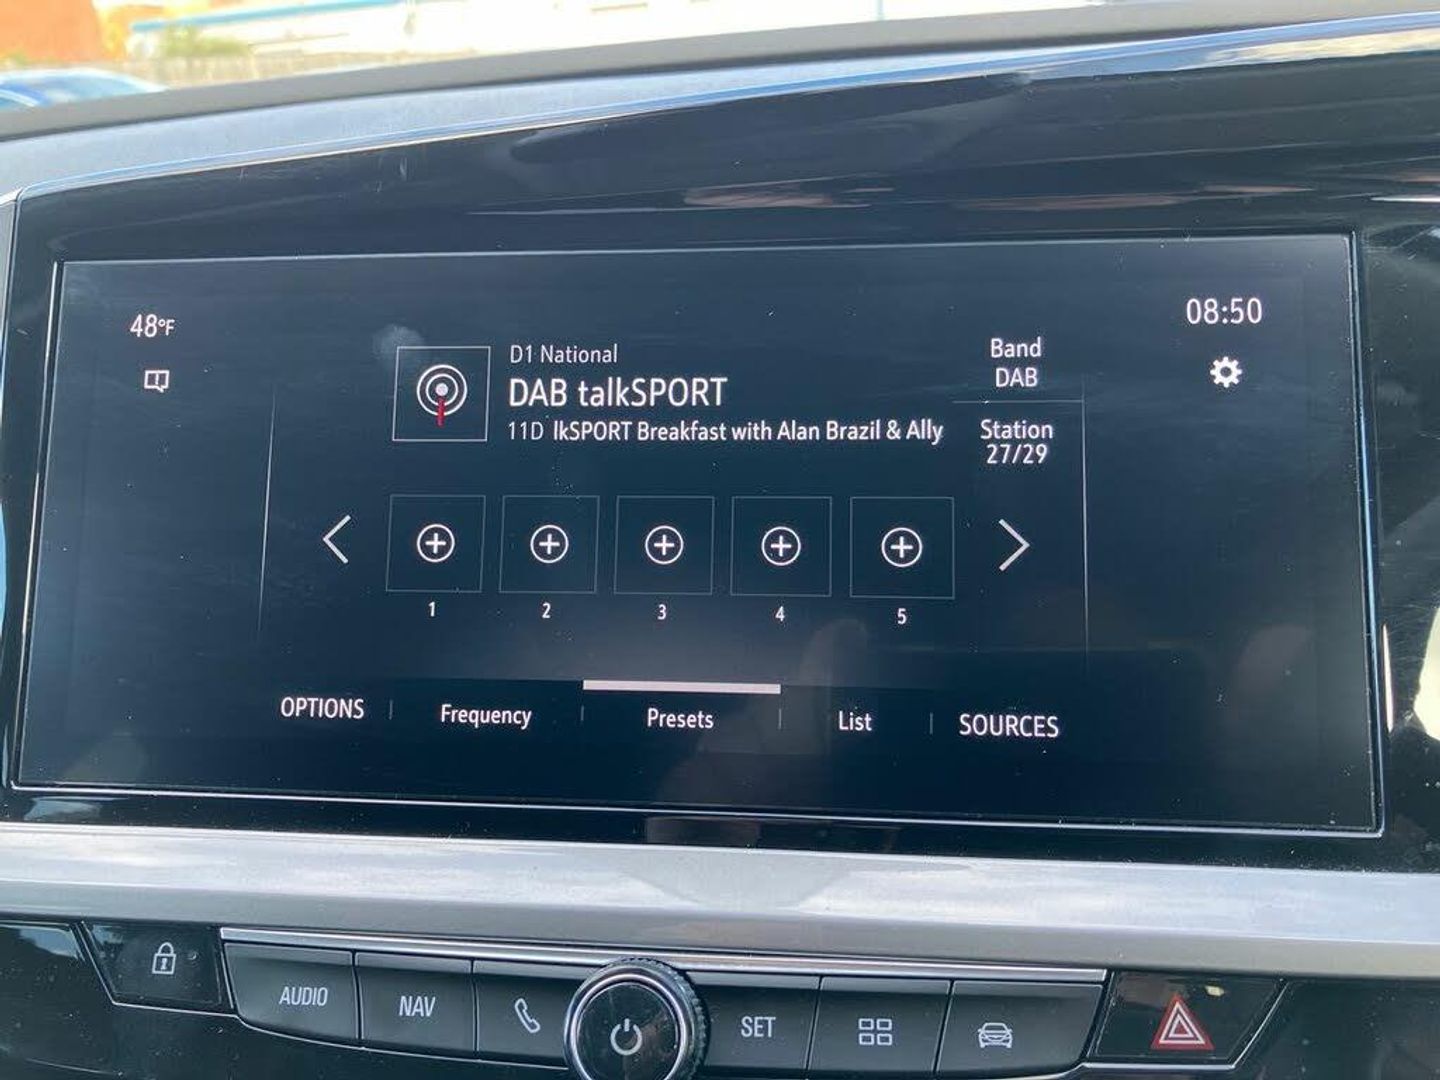 48°F
08:50
D1 National
DAB talkSPORT
11D lkSPORT Breakfast with Alan Brazil & Ally
Band
DAB
Station
27/29
1
2
3
4
5
OPTIONS
Frequency
Presets
List
SOURCES
AUDIO
NAV
SET